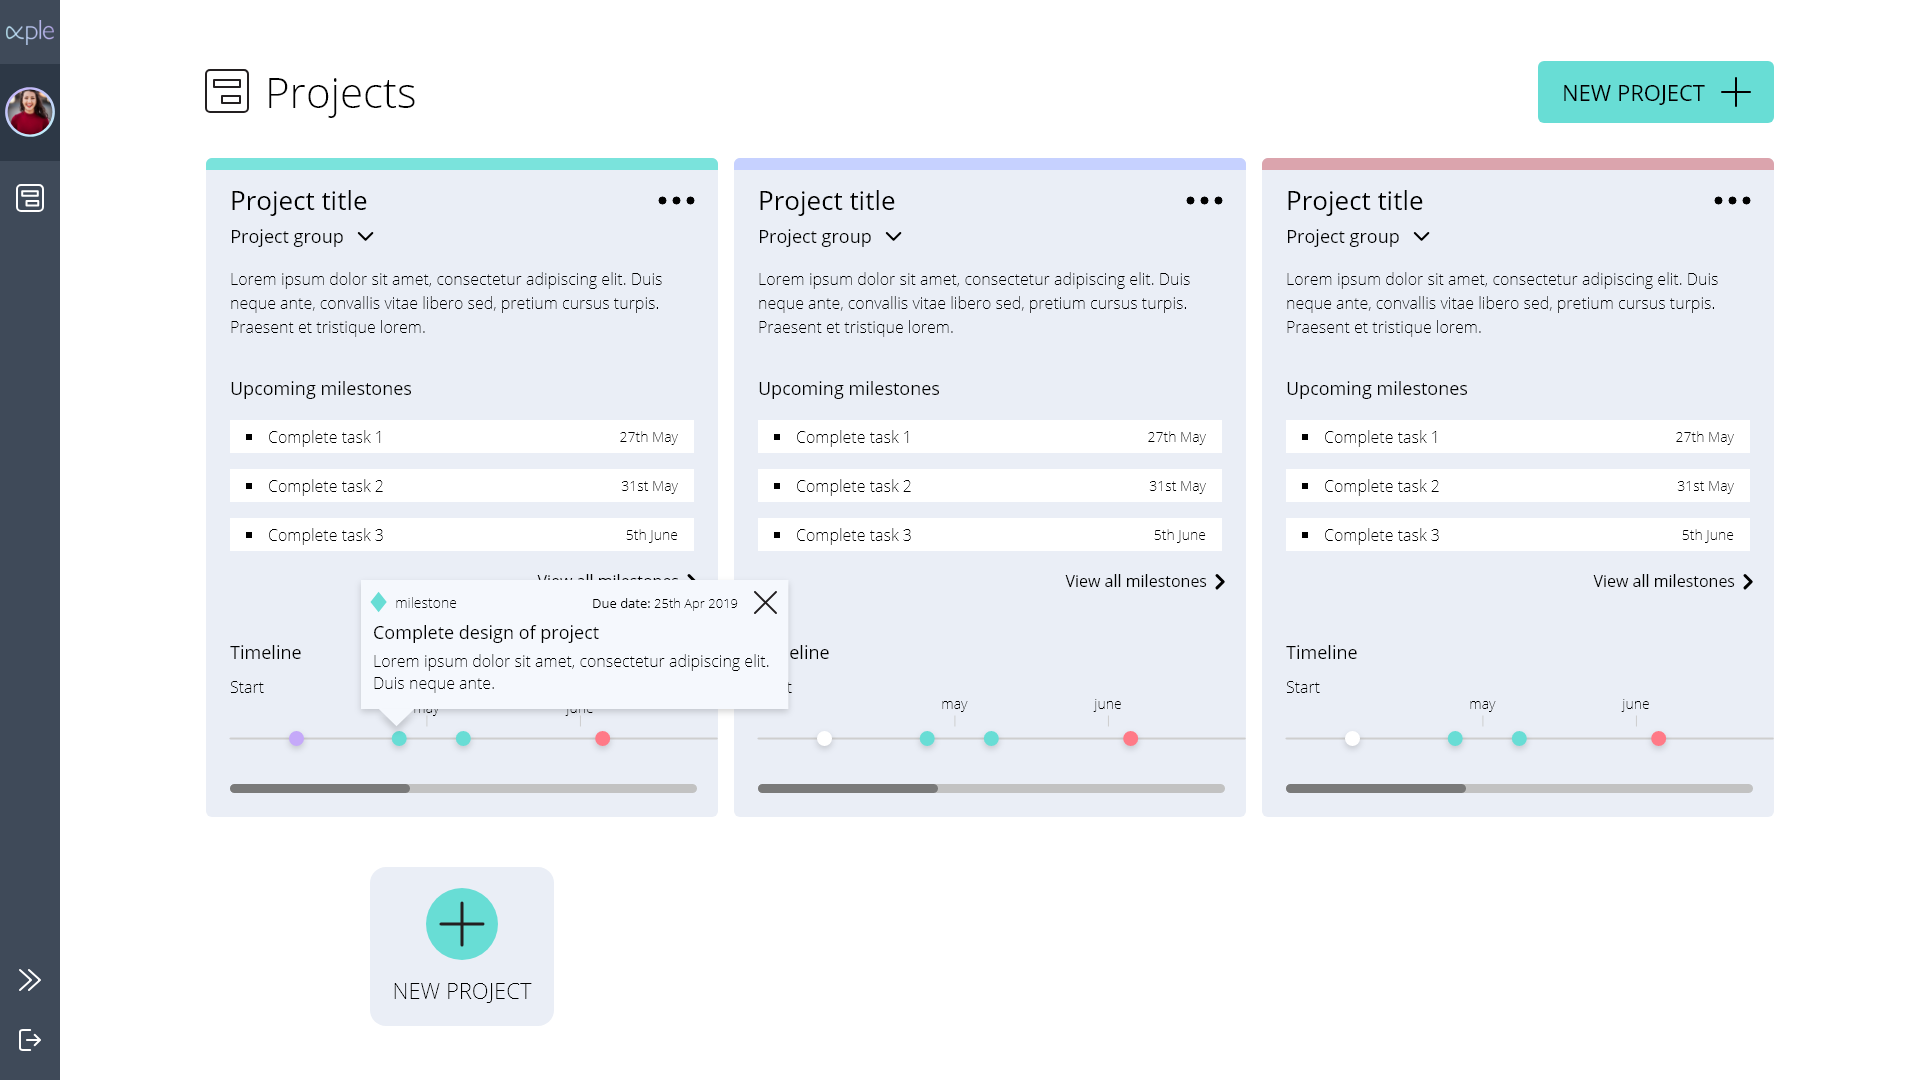 ∝ple
Projects
NEW PROJECT
Project title
Project group
Lorem ipsum dolor sit amet, consectetur adipiscing elit. Duis
neque ante, convallis vitae libero sed, pretium cursus turpis.
Praesent et tristique lorem.
Upcoming milestones
Complete task 1 27th May
Complete task 2 31st May
Complete task 3 5th June
View all milestones
milestone Due date: 25th Apr 2019
Complete design of project
Lorem ipsum dolor sit amet, consectetur adipiscing elit.
Duis neque ante.
Timeline
Start
may june
Project title
Project group
Lorem ipsum dolor sit amet, consectetur adipiscing elit. Duis
neque ante, convallis vitae libero sed, pretium cursus turpis.
Praesent et tristique lorem.
Upcoming milestones
Complete task 1 27th May
Complete task 2 31st May
Complete task 3 5th June
View all milestones
eline
t
may june
Project title
Project group
Lorem ipsum dolor sit amet, consectetur adipiscing elit. Duis
neque ante, convallis vitae libero sed, pretium cursus turpis.
Praesent et tristique lorem.
Upcoming milestones
Complete task 1 27th May
Complete task 2 31st May
Complete task 3 5th June
View all milestones
Timeline
Start
may june
NEW PROJECT